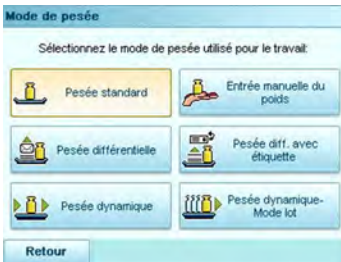 Mode de pesée
Sélectionnez le mode de pesée utilisé pour le travail:
Pesée standard
Entrée manuelle du
poids
Pesée différentielle
Pesée diff. avec
étiquette
Pesée dynamique
Pesée dynamique-
Mode lot
Retour